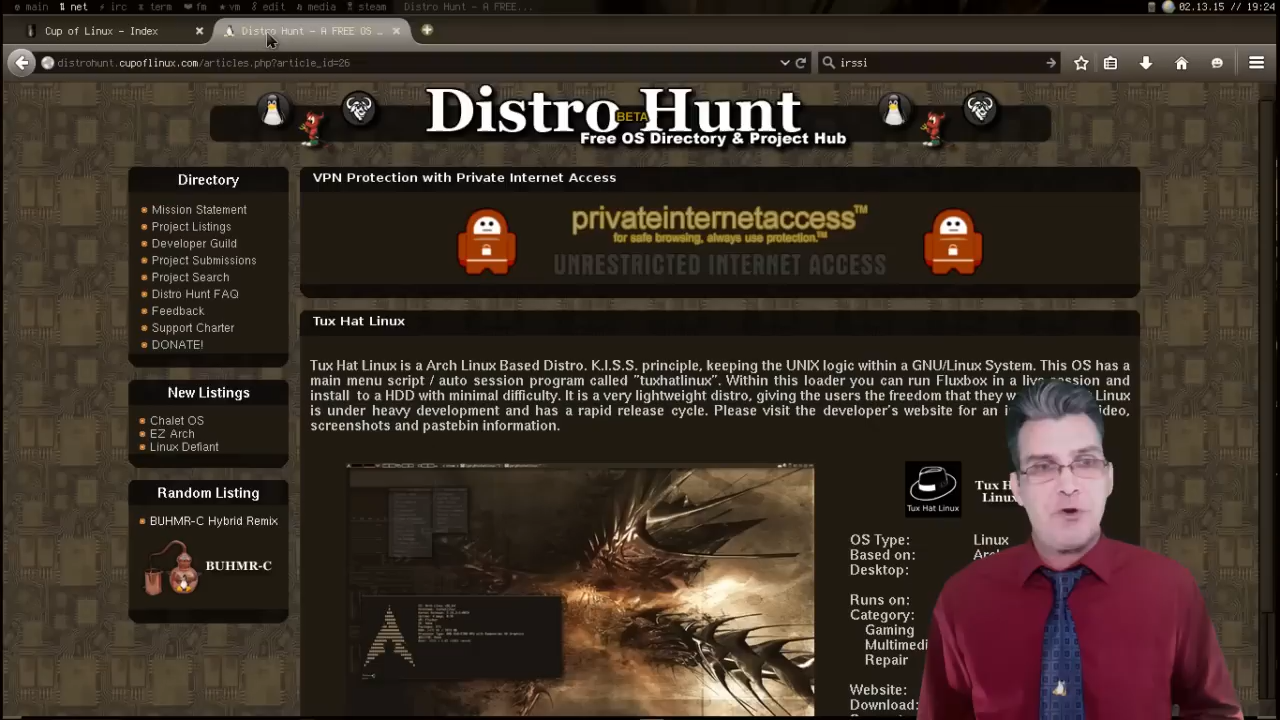 main net irc term fm vm edit media steam Distro Hunt - A FREE... 02.13.15 // 19:24
Cup of Linux - Index
Distro Hunt - A FREE OS ...
distrohunt.cupoflinux.com/articles.php?article_id=26
irssi
Distro Hunt
BETA
Free OS Directory & Project Hub
Directory
Mission Statement
Project Listings
Developer Guild
Project Submissions
Project Search
Distro Hunt FAQ
Feedback
Support Charter
DONATE!
New Listings
Chalet OS
EZ Arch
Linux Defiant
Random Listing
BUHMR-C Hybrid Remix
BUHMR-C
VPN Protection with Private Internet Access
privateinternetaccess™
for safe browsing, always use protection.™
UNRESTRICTED INTERNET ACCESS
Tux Hat Linux
Tux Hat Linux is a Arch Linux Based Distro. K.I.S.S. principle, keeping the UNIX logic within a GNU/Linux System. This OS has a
main menu script / auto session program called "tuxhatlinux". Within this loader you can run Fluxbox in a live session and
install to a HDD with minimal difficulty. It is a very lightweight distro, giving the users the freedom that they Linux
is under heavy development and has a rapid release cycle. Please visit the developer's website for an
screenshots and pastebin information.
Tux Hat Linux
Tux
Linux
OS Type: Linux
Based on:
Desktop:
Runs on:
Category:
Gaming
Repair
Website:
Download: